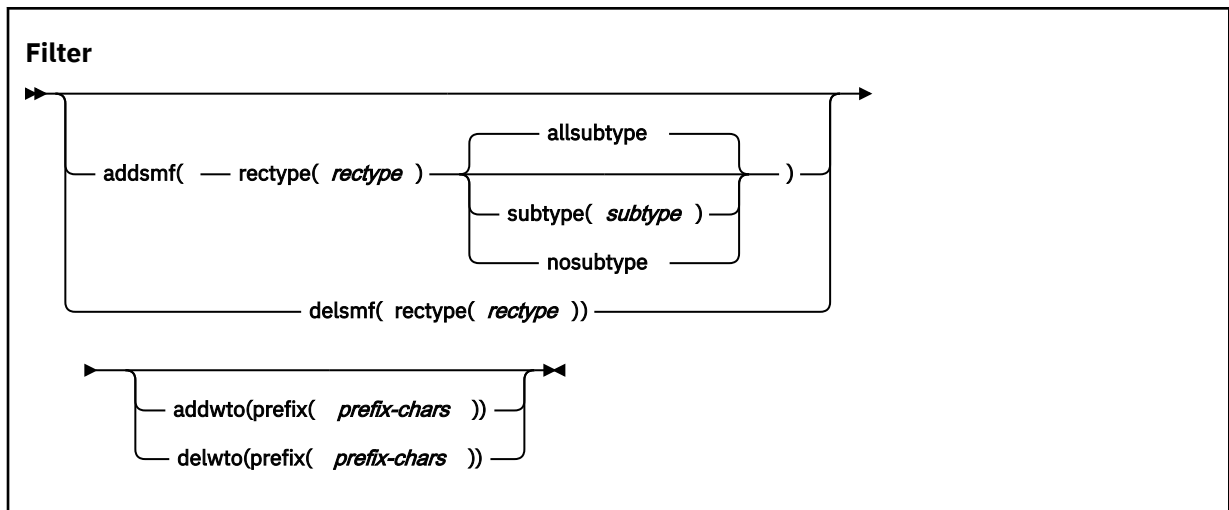 Filter
allsubtype
addsmf( rectype( rectype ) )
subtype( subtype )
nosubtype
delsmf( rectype( rectype ))
addwto(prefix( prefix-chars ))
delwto(prefix( prefix-chars ))